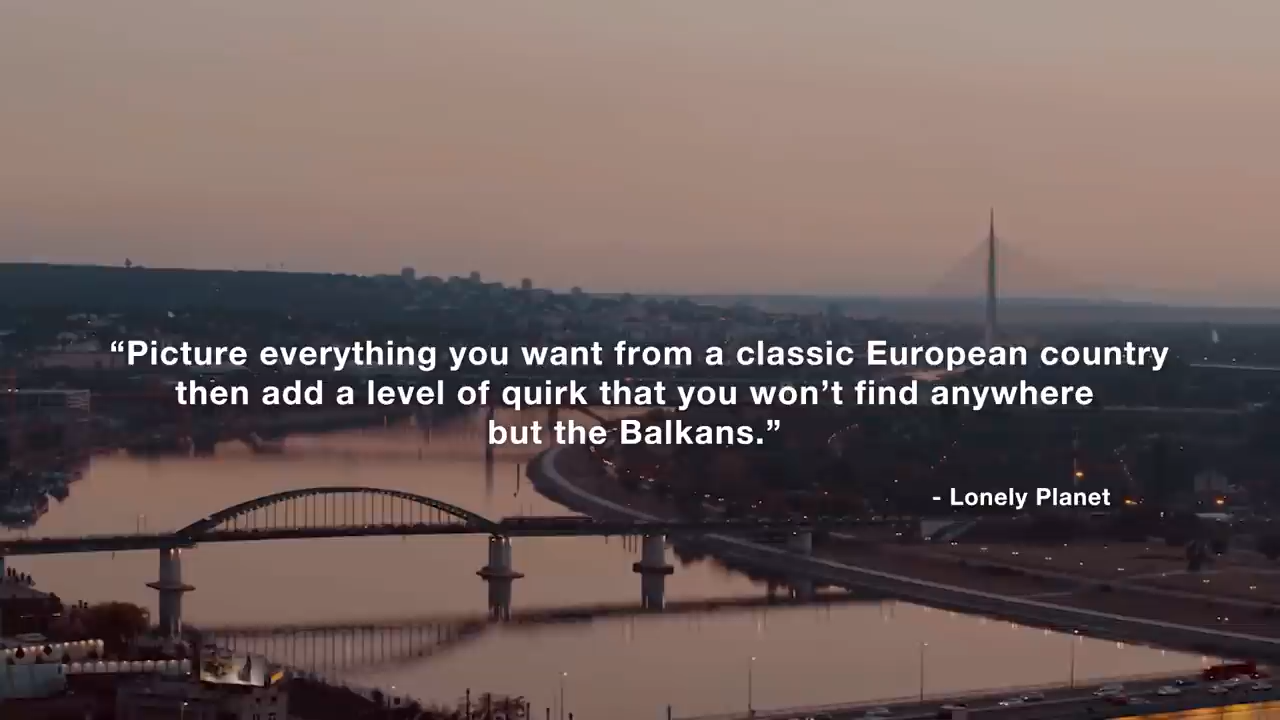 “Picture everything you want from a classic European country
then add a level of quirk that you won’t find anywhere
but the Balkans.”
- Lonely Planet